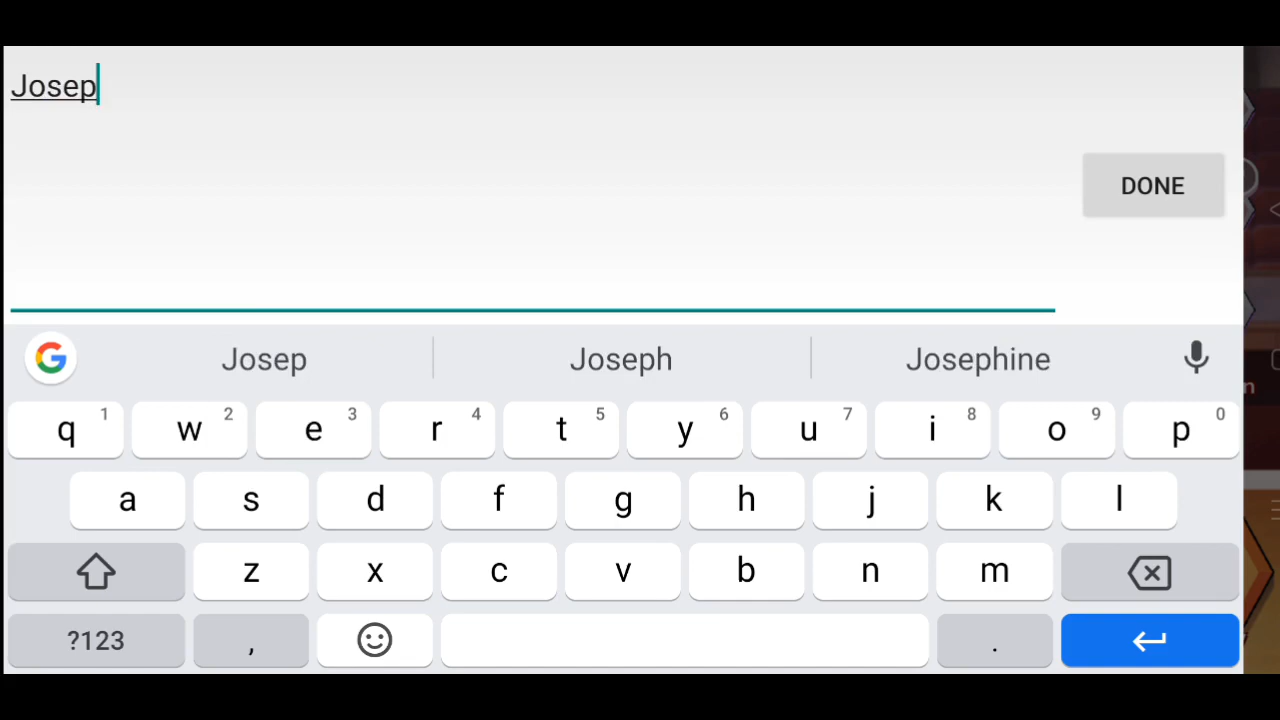 Josep
DONE
Josep Joseph Josephine
q 1 w 2 e 3 r 4 t 5 y 6 u 7 i 8 o 9 p 0
a s d f g h j k l
z x c v b n m
?123 , .
n